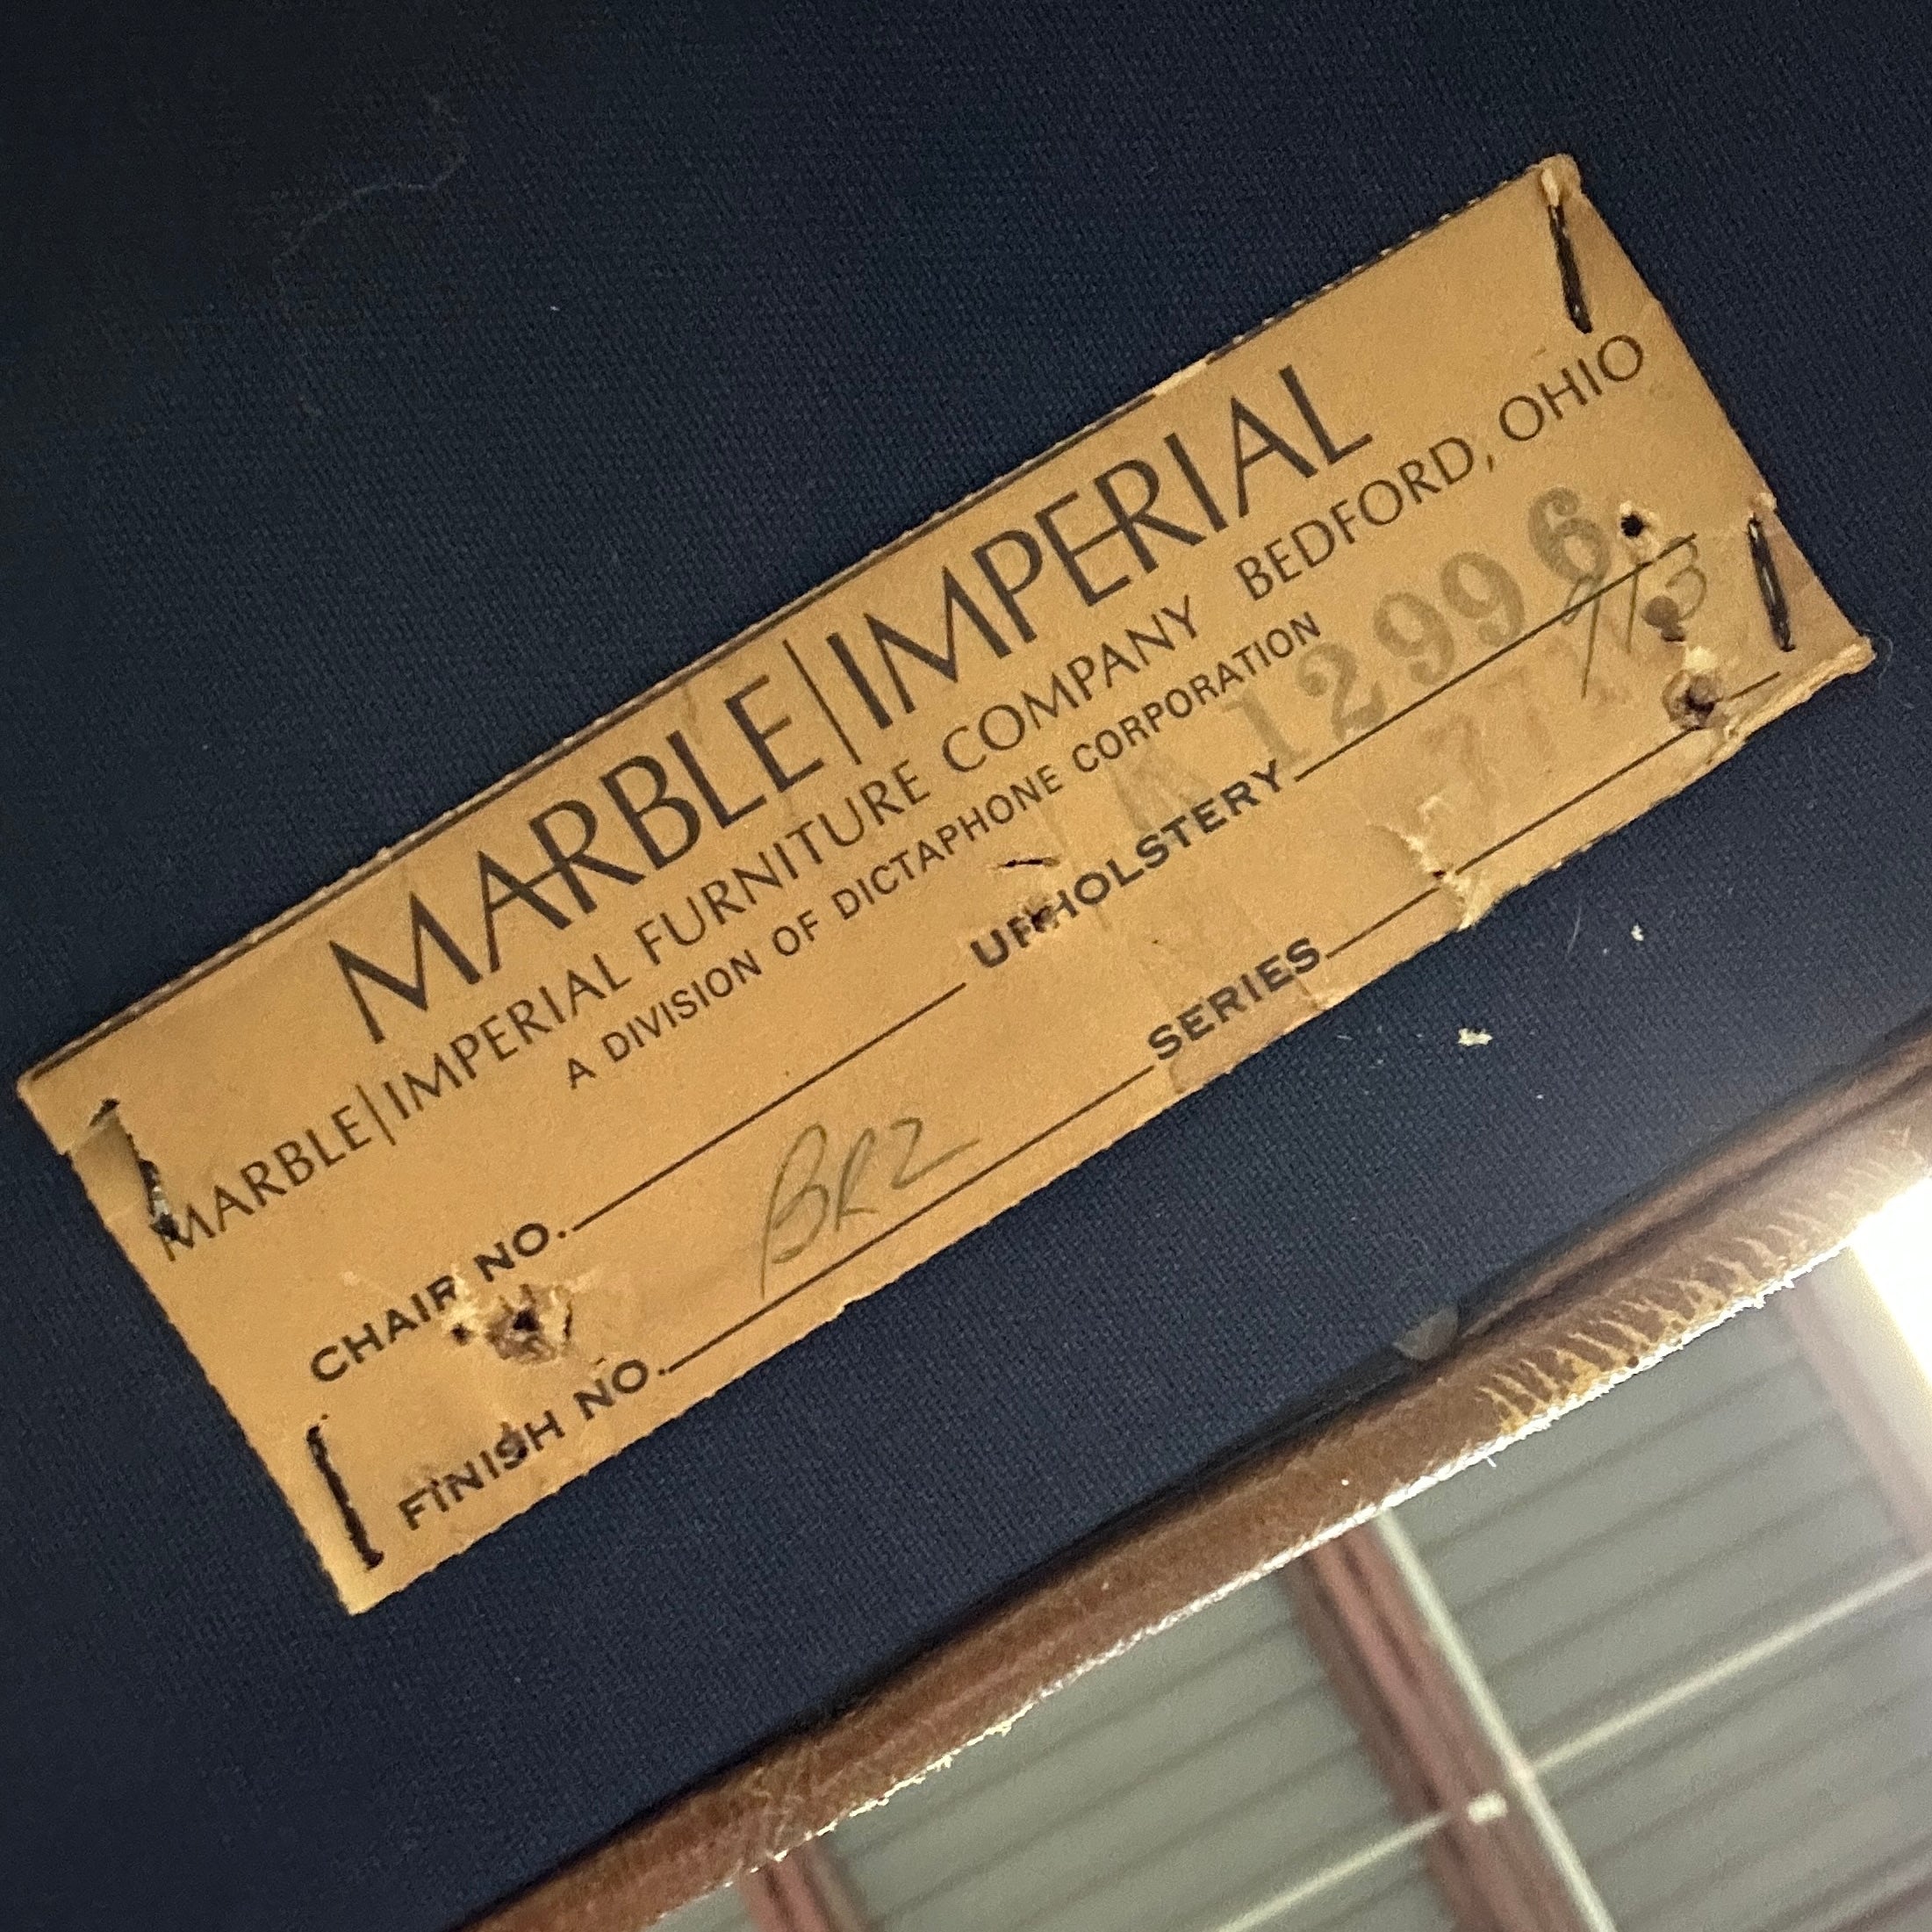 MARBLE|IMPERIAL
MARBLE|IMPERIAL FURNITURE COMPANY BEDFORD, OHIO
A DIVISION OF DICTAPHONE CORPORATION
12996
CHAIR NO. UPHOLSTERY
FINISH NO. BRZ SERIES